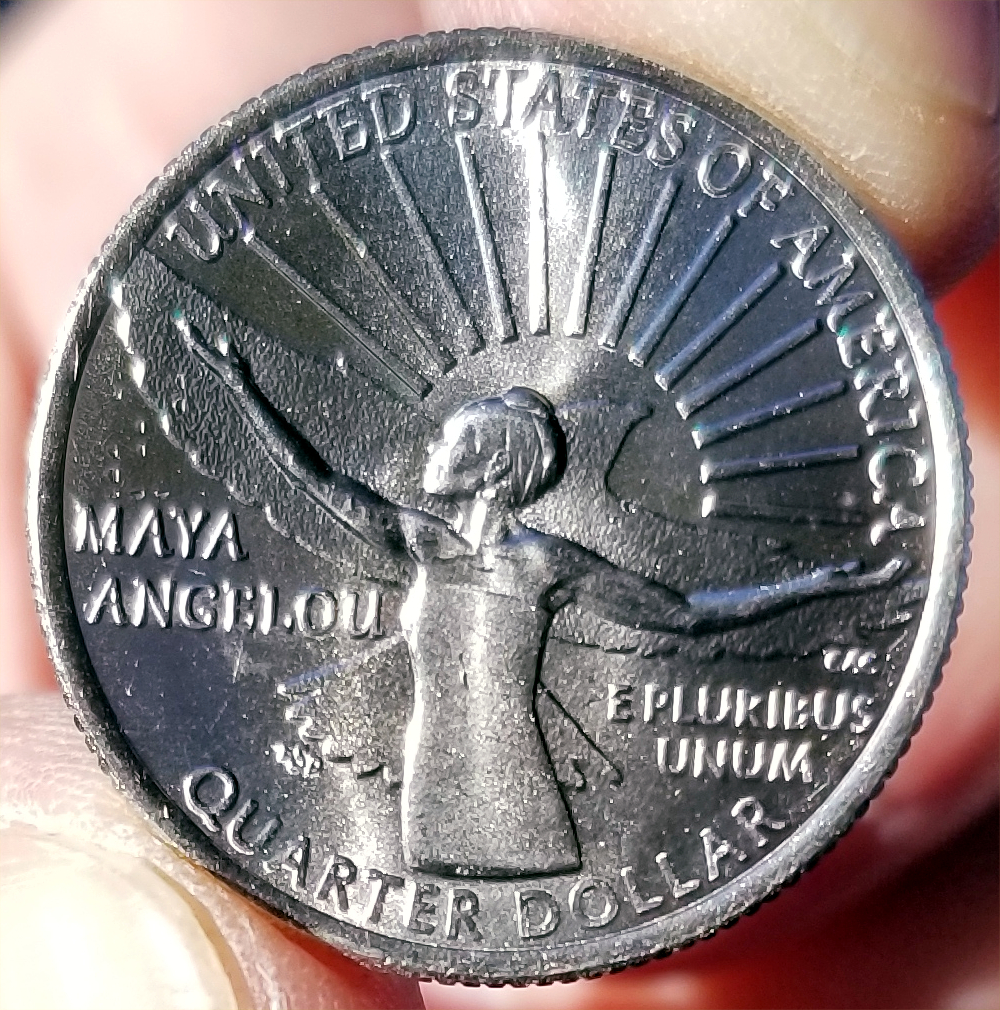 UNITED STATES OF AMERICA
MAYA
ANGELOU
E PLURIBUS
UNUM
QUARTER DOLLAR